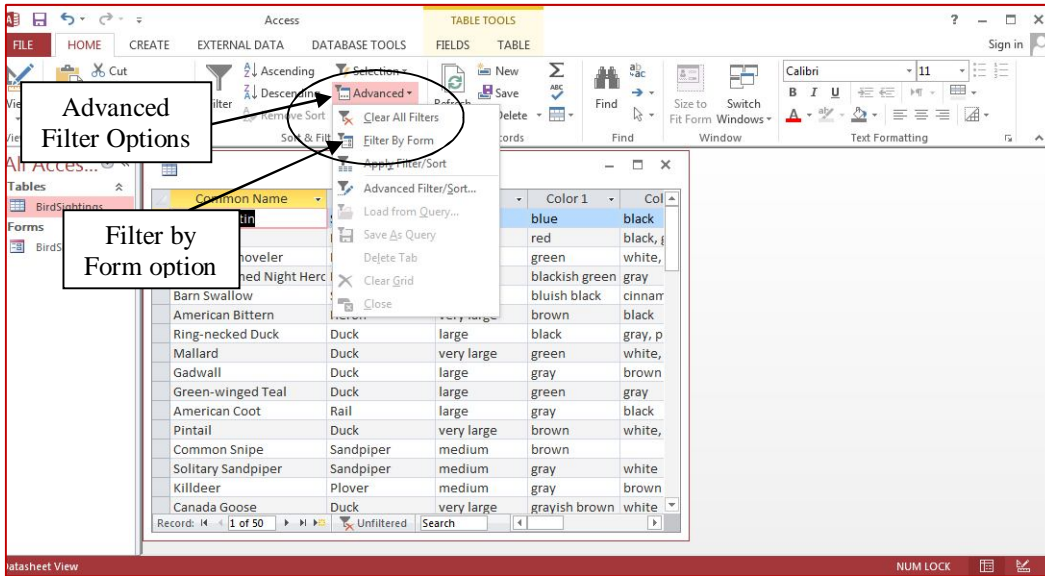 Access
TABLE TOOLS
?
FILE HOME CREATE EXTERNAL DATA DATABASE TOOLS FIELDS TABLE Sign in
Cut
Ascending
Selection
New
Calibri
11
Advanced Filter Options
Descending
Advanced
Save
Find
Size to Fit Form
Switch Windows
B I U
Remove Sort
Clear All Filters
Filter By Form
Apply Filter/Sort
Advanced Filter/Sort...
Load from Query...
Save As Query
Delete Tab
Clear Grid
Close
Find
Window
Text Formatting
Tables
BirdSightings
Forms
Filter by Form option
Common Name Color 1
blue black
red
green white,
blackish green gray
Barn Swallow bluish black
American Bittern brown black
Ring-necked Duck Duck large black gray, p
Mallard Duck very large green white,
Gadwall Duck large gray brown
Green-winged Teal Duck large green gray
American Coot Rail large gray black
Pintail Duck very large brown white,
Common Snipe Sandpiper medium brown
Solitary Sandpiper Sandpiper medium gray white
Killdeer Plover medium gray brown
Canada Goose Duck very large grayish brown white
Record: 1 of 50 Unfiltered Search
Datasheet View
NUM LOCK